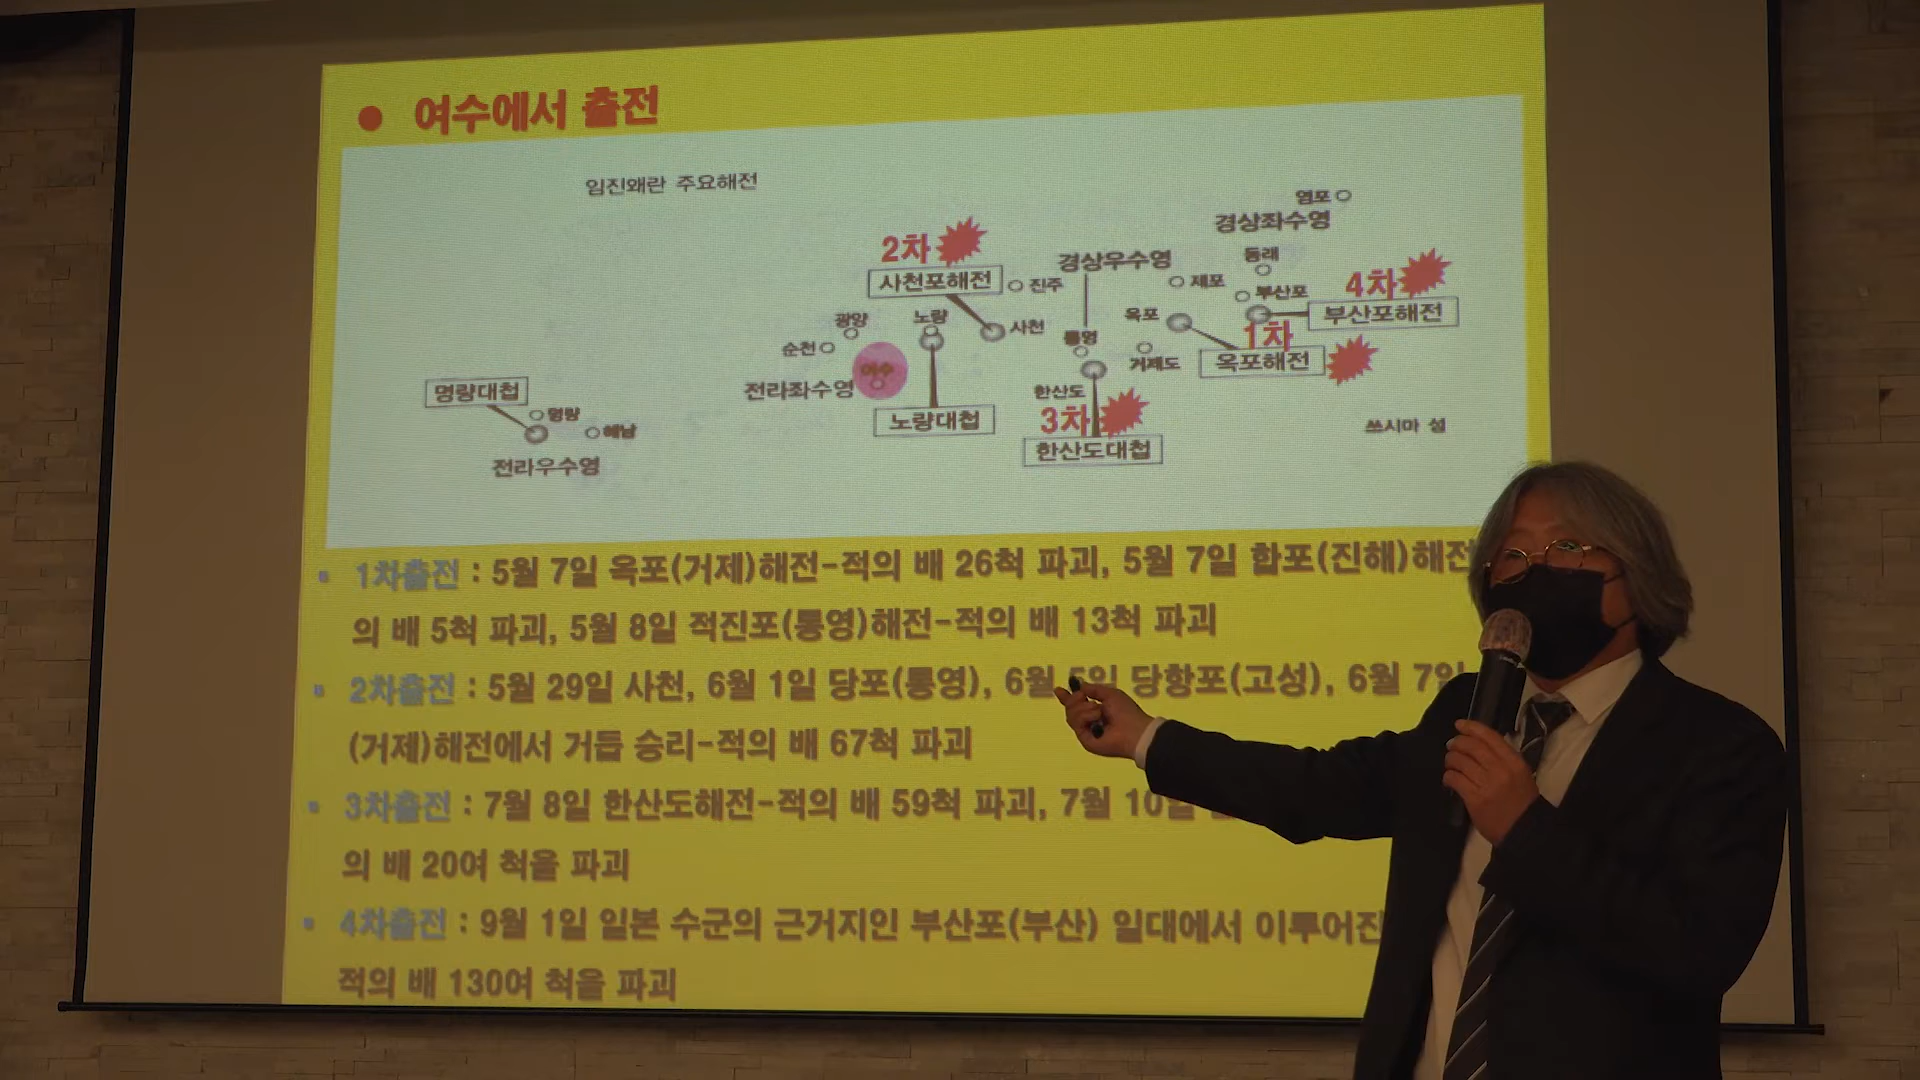 ● 여수에서 출전
임진왜란 주요해전
염포
경상좌수영
2차
동래
경상우수영
4차
사천포해전
진주
제포
부산포
부산포해전
광양
노량
사천
옥포
1차
순천
통영
거제도
옥포해전
여수
전라좌수영
명량대첩
한산도
명량
노량대첩
3차
해남
쓰시마 섬
한산도대첩
전라우수영
1차출전 : 5월 7일 옥포(거제)해전-적의 배 26척 파괴, 5월 7일 합포(진해)해전
의 배 5척 파괴, 5월 8일 적진포(통영)해전-적의 배 13척 파괴
2차출전 : 5월 29일 사천, 6월 1일 당포(통영), 6월 5일 당항포(고성), 6월 7일
(거제)해전에서 거듭 승리-적의 배 67척 파괴
3차출전 : 7월 8일 한산도해전-적의 배 59척 파괴, 7월 10일
의 배 20여 척을 파괴
4차출전 : 9월 1일 일본 수군의 근거지인 부산포(부산) 일대에서 이루어진
적의 배 130여 척을 파괴